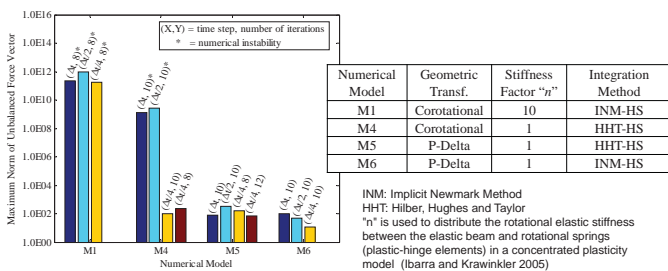 1.0E16
(X,Y) = time step, number of iterations
* = numerical instability
1.0E14
1.0E12
1.0E10
1.0E08
1.0E06
1.0E04
1.0E02
1.0E00
Maximum Norm of Unbalanced Force Vector
(Δt, 8)*
(Δt/2, 8)*
(Δt/4, 8)*
(Δt, 10)*
(Δt/2, 10)*
(Δt/4, 10)
(Δt/4, 8)
(Δt, 10)
(Δt/2, 10)
(Δt/4, 8)
(Δt/4, 12)
(Δt, 10)
(Δt/2, 10)
(Δt/4, 10)
M1 M4 M5 M6
Numerical Model
Numerical Model Geometric Transf. Stiffness Factor "n" Integration Method
M1 Corotational 10 INM-HS
M4 Corotational 1 HHT-HS
M5 P-Delta 1 HHT-HS
M6 P-Delta 1 INM-HS
INM: Implicit Newmark Method
HHT: Hilber, Hughes and Taylor
"n" is used to distribute the rotational elastic stiffness
between the elastic beam and rotational springs
(plastic-hinge elements) in a concentrated plasticity
model (Ibarra and Krawinkler 2005)